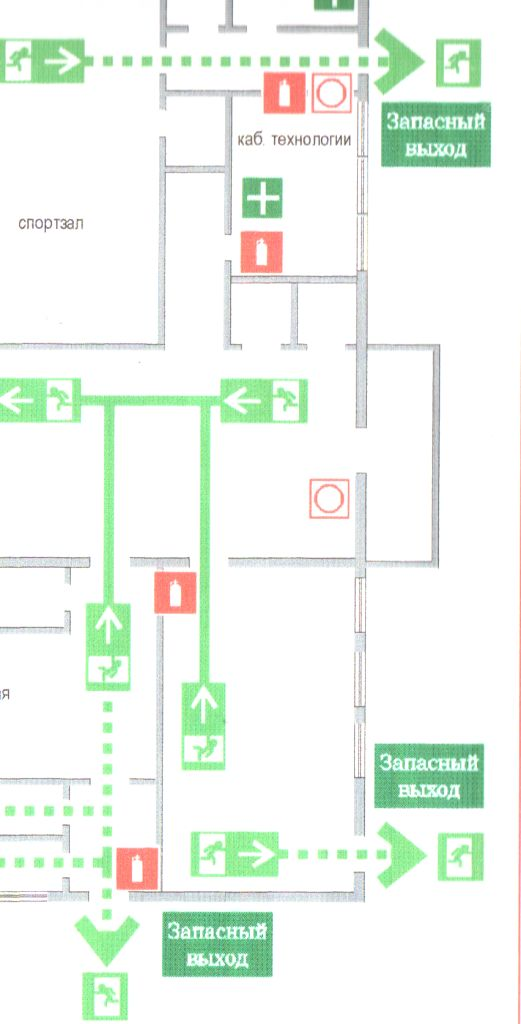 Запасный
выход
каб. технологии
спортзал
Запасный
выход
Запасный
выход